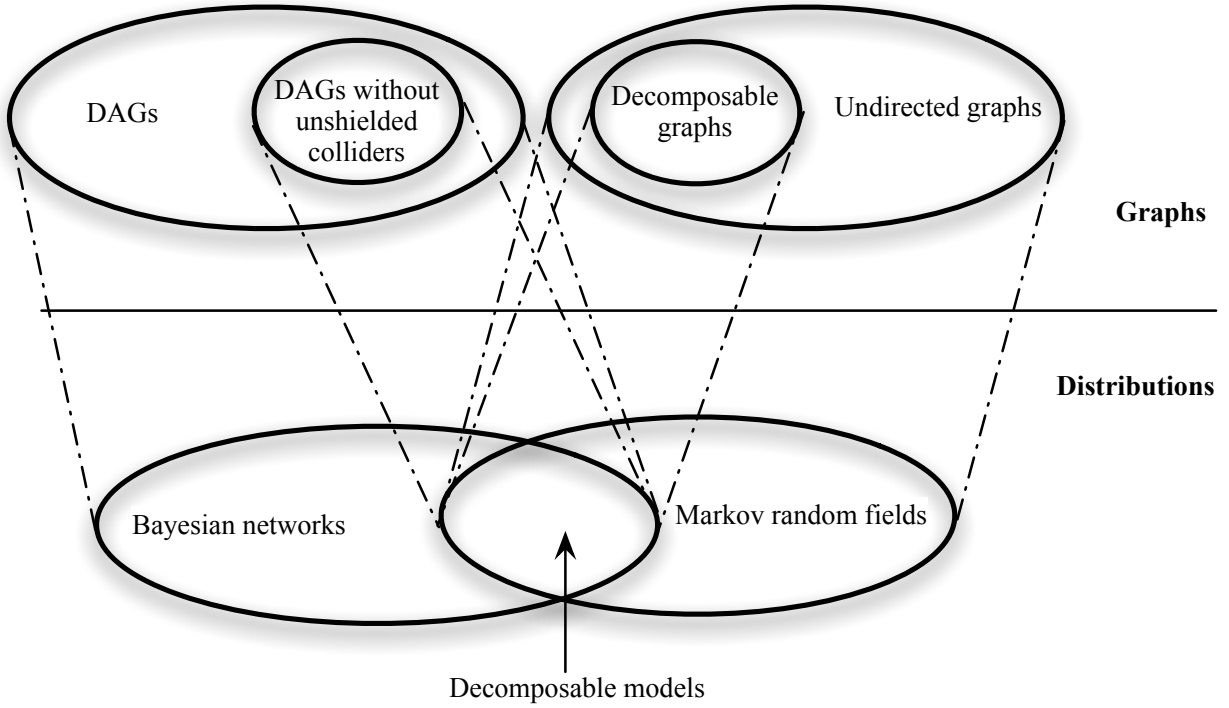 DAGs
DAGs without
unshielded
colliders
Decomposable
graphs
Undirected graphs
Graphs
Distributions
Bayesian networks
Markov random fields
Decomposable models